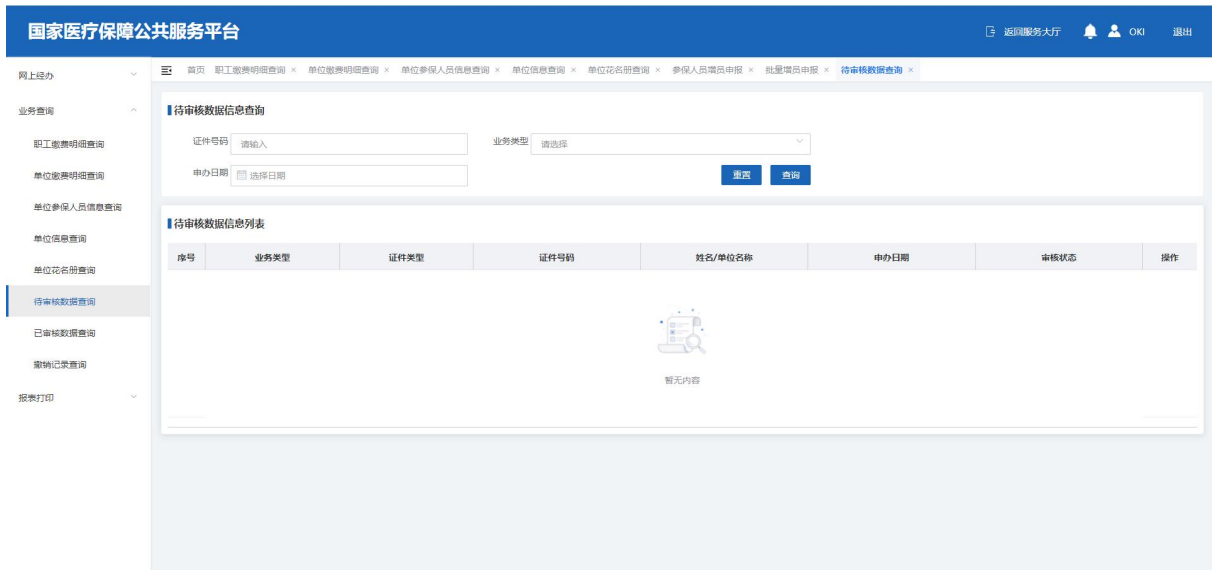 国家医疗保障公共服务平台
返回服务大厅 OKI 退出
网上经办
首页 职工缴费明细查询 × 单位缴费明细查询 × 单位参保人员信息查询 × 单位信息查询 × 单位花名册查询 × 参保人员增员申报 × 批量增员申报 × 待审核数据查询 ×
业务查询
职工缴费明细查询
单位缴费明细查询
单位参保人员信息查询
单位信息查询
单位花名册查询
待审核数据查询
已审核数据查询
撤销记录查询
报表打印
待审核数据信息查询
证件号码 请输入 业务类型 请选择
申办日期 选择日期 重置 查询
待审核数据信息列表
序号 业务类型 证件类型 证件号码 姓名/单位名称 申办日期 审核状态 操作
暂无内容